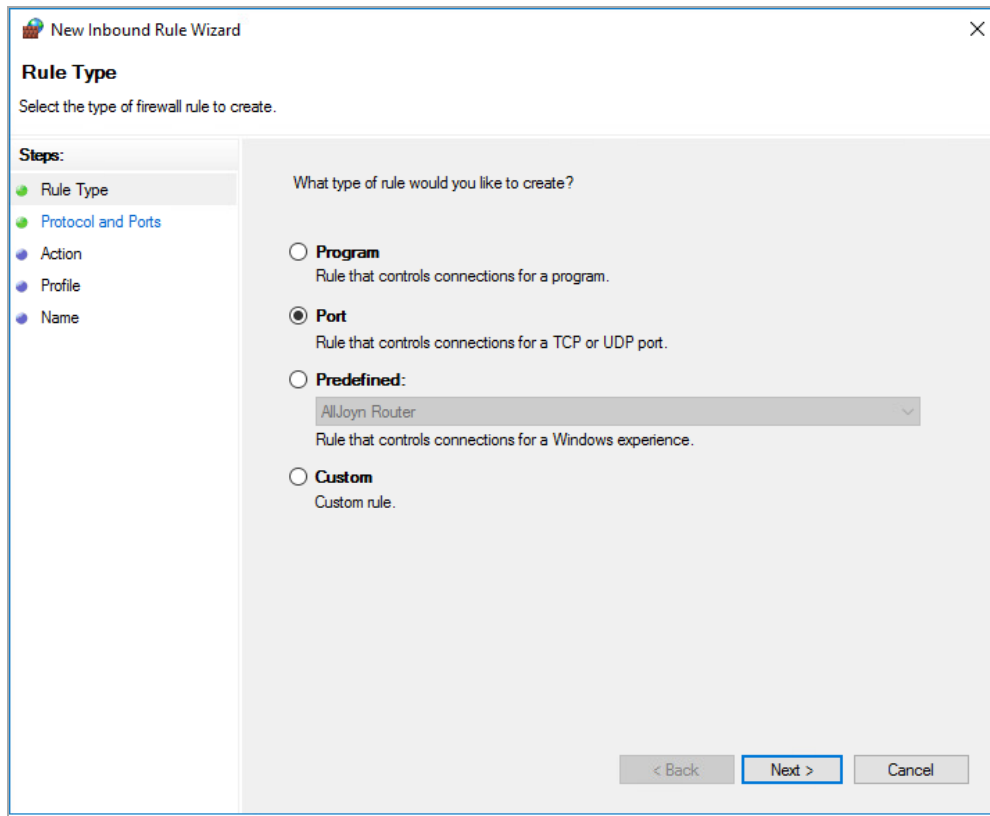 New Inbound Rule Wizard
Rule Type
Select the type of firewall rule to create.
Steps:
Rule Type
Protocol and Ports
Action
Profile
Name
What type of rule would you like to create?
Program
Rule that controls connections for a program.
Port
Rule that controls connections for a TCP or UDP port.
Predefined:
AllJoyn Router
Rule that controls connections for a Windows experience.
Custom
Custom rule.
< Back
Next >
Cancel